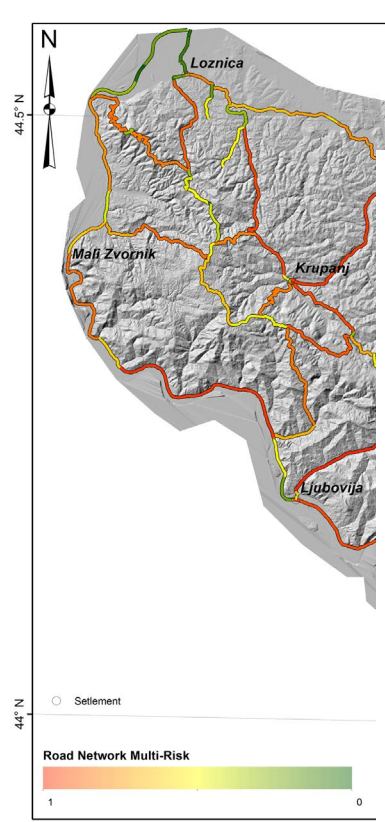 N
Loznica
44.5°
Mali Zvornik
Krupanj
Ljubovija
Setlement
44° N
Road Network Multi-Risk
1 0